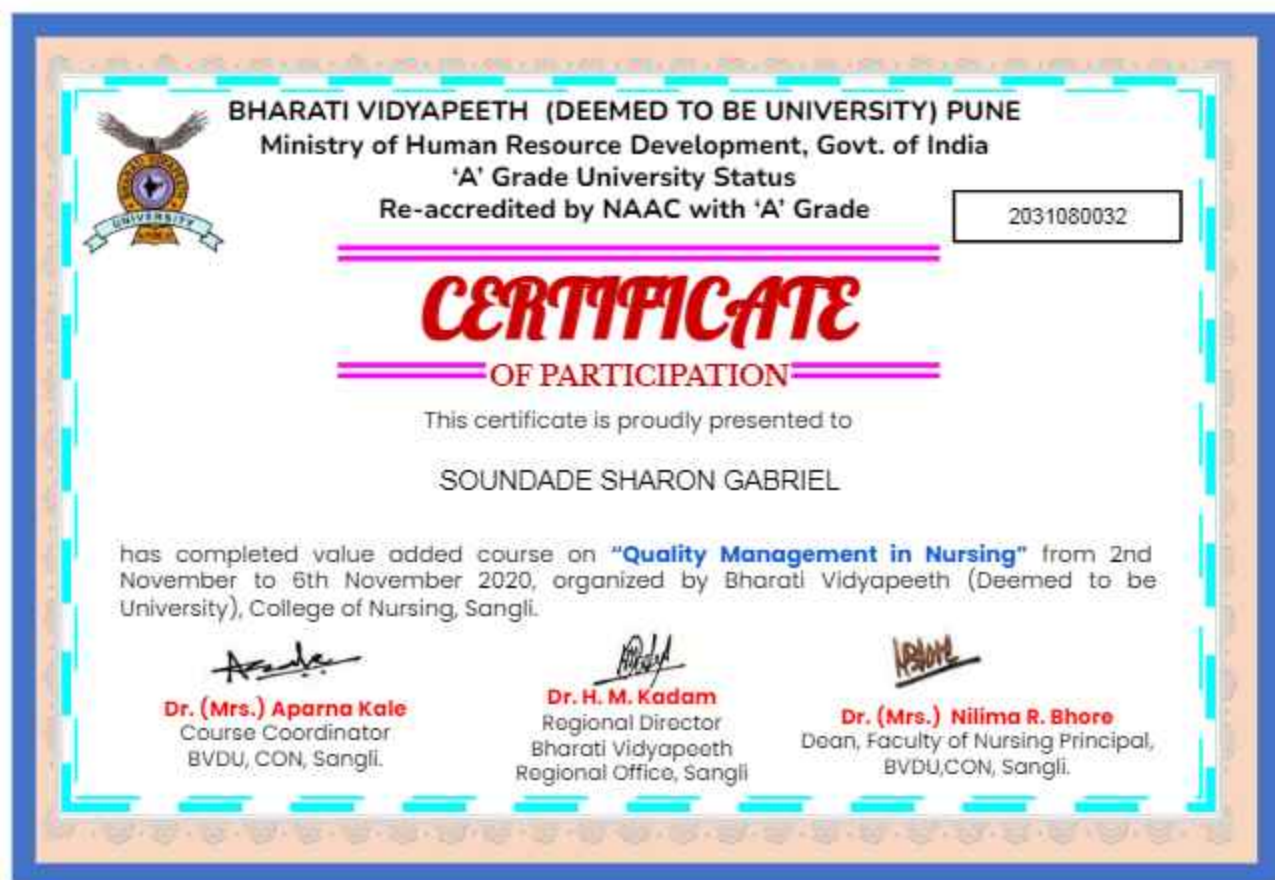 BHARATI VIDYAPEETH (DEEMED TO BE UNIVERSITY) PUNE
Ministry of Human Resource Development, Govt. of India
‘A’ Grade University Status
Re-accredited by NAAC with ‘A’ Grade
BHARATI VIDYAPEETH
UNIVERSITY
2031080032
CERTIFICATE
OF PARTICIPATION
This certificate is proudly presented to
SOUNDADE SHARON GABRIEL
has completed value added course on “Quality Management in Nursing” from 2nd
November to 6th November 2020, organized by Bharati Vidyapeeth (Deemed to be
University), College of Nursing, Sangli.
Dr. (Mrs.) Aparna Kale
Course Coordinator
BVDU, CON, Sangli.
Dr. H. M. Kadam
Regional Director
Bharati Vidyapeeth
Regional Office, Sangli
Dr. (Mrs.) Nilima R. Bhore
Dean, Faculty of Nursing Principal,
BVDU,CON, Sangli.